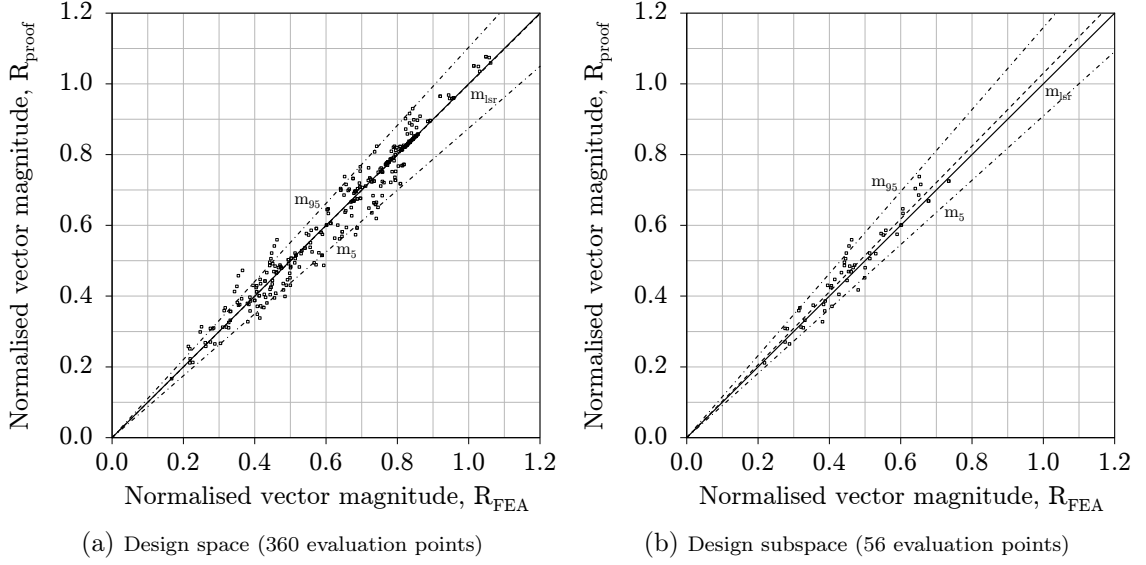 1.2
1.0
0.8
0.6
0.4
0.2
0.0
Normalised vector magnitude, R_proof
m_lsr
m_95
m_5
0.0 0.2 0.4 0.6 0.8 1.0 1.2
Normalised vector magnitude, R_FEA
(a) Design space (360 evaluation points)
1.2
1.0
0.8
0.6
0.4
0.2
0.0
Normalised vector magnitude, R_proof
m_lsr
m_95
m_5
0.0 0.2 0.4 0.6 0.8 1.0 1.2
Normalised vector magnitude, R_FEA
(b) Design subspace (56 evaluation points)